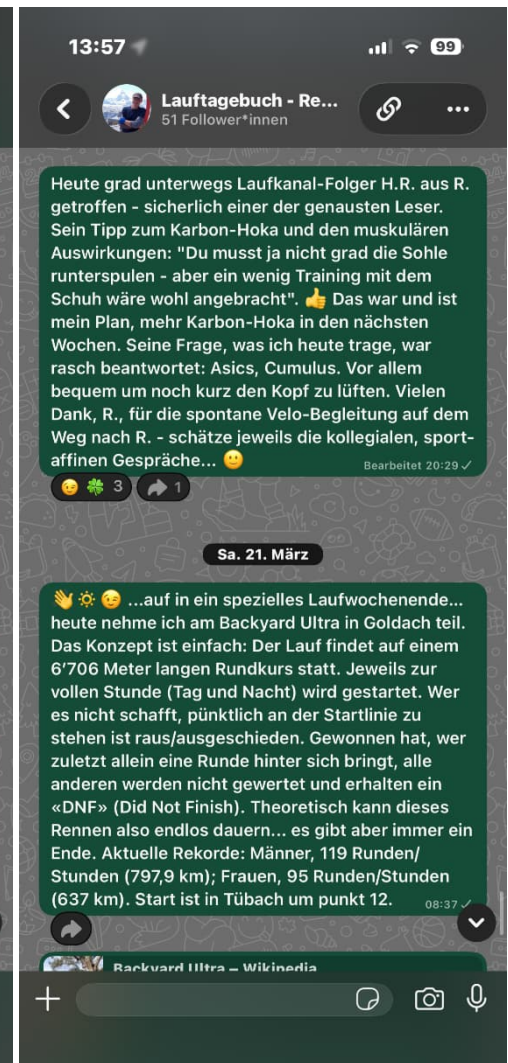 13:57
99
Lauftagebuch - Re...
51 Follower*innen
Heute grad unterwegs Laufkanal-Folger H.R. aus R.
getroffen - sicherlich einer der genausten Leser.
Sein Tipp zum Karbon-Hoka und den muskulären
Auswirkungen: "Du musst ja nicht grad die Sohle
runterspulen - aber ein wenig Training mit dem
Schuh wäre wohl angebracht". 👍 Das war und ist
mein Plan, mehr Karbon-Hoka in den nächsten
Wochen. Seine Frage, was ich heute trage, war
rasch beantwortet: Asics, Cumulus. Vor allem
bequem um noch kurz den Kopf zu lüften. Vielen
Dank, R., für die spontane Velo-Begleitung auf dem
Weg nach R. - schätze jeweils die kollegialen, sport-
affinen Gespräche... 🙂
Bearbeitet 20:29
😉 🍀 3
1
Sa. 21. März
👋 🔅 😉 ...auf in ein spezielles Laufwochenende...
heute nehme ich am Backyard Ultra in Goldach teil.
Das Konzept ist einfach: Der Lauf findet auf einem
6’706 Meter langen Rundkurs statt. Jeweils zur
vollen Stunde (Tag und Nacht) wird gestartet. Wer
es nicht schafft, pünktlich an der Startlinie zu
stehen ist raus/ausgeschieden. Gewonnen hat, wer
zuletzt allein eine Runde hinter sich bringt, alle
anderen werden nicht gewertet und erhalten ein
«DNF» (Did Not Finish). Theoretisch kann dieses
Rennen also endlos dauern... es gibt aber immer ein
Ende. Aktuelle Rekorde: Männer, 119 Runden/
Stunden (797,9 km); Frauen, 95 Runden/Stunden
(637 km). Start ist in Tübach um punkt 12.
08:37
Backyard Ultra – Wikipedia